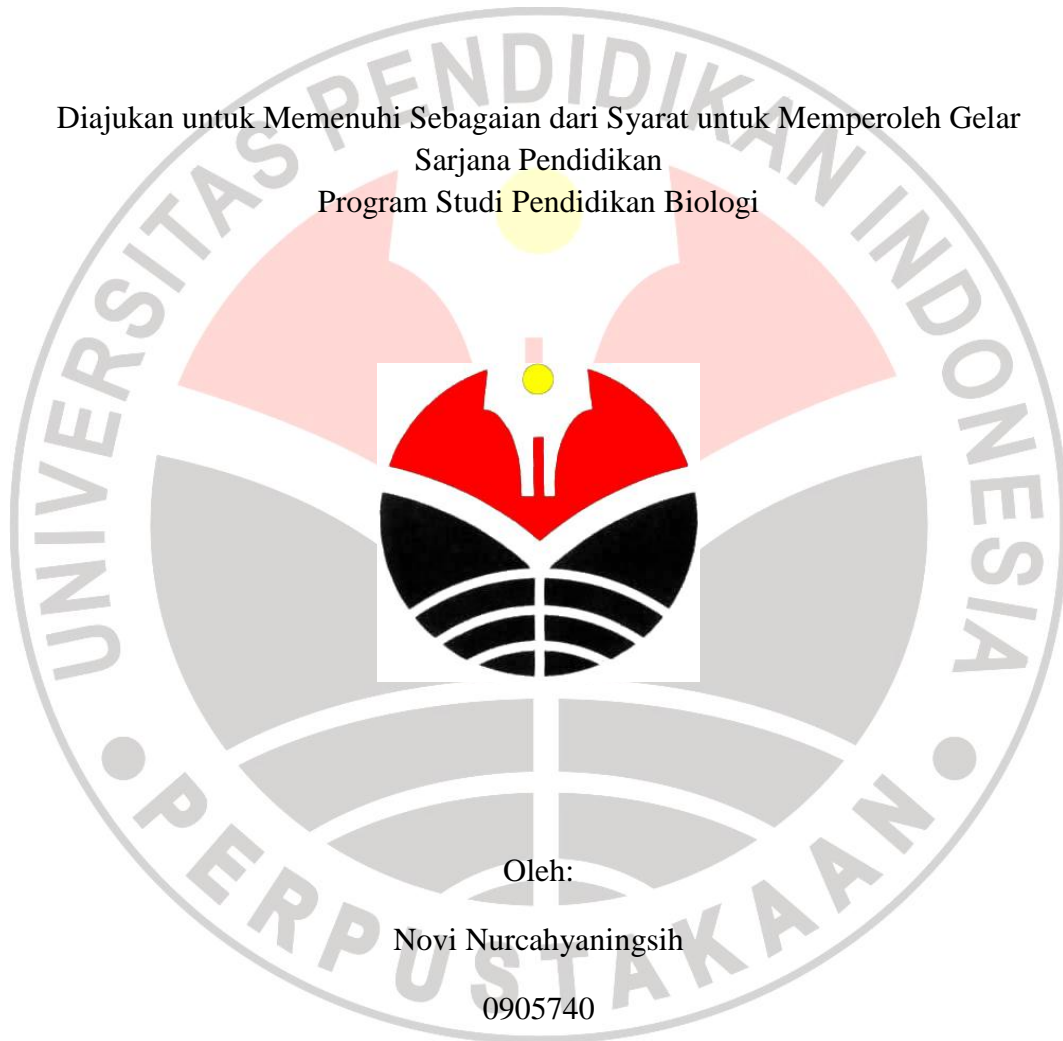 Diajukan untuk Memenuhi Sebagaian dari Syarat untuk Memperoleh Gelar
Sarjana Pendidikan
Program Studi Pendidikan Biologi
Oleh:
Novi Nurcahyaningsih
0905740
UNIVERSITAS PENDIDIKAN INDONESIA
PERPUSTAKAAN